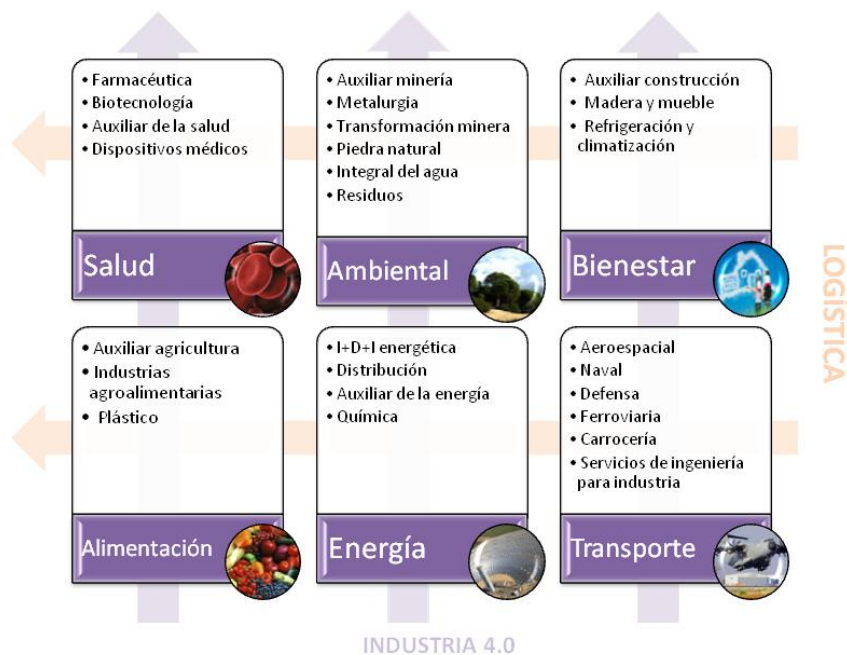 • Farmacéutica
• Biotecnología
• Auxiliar de la salud
• Dispositivos médicos
Salud
• Auxiliar minería
• Metalurgia
• Transformación minera
• Piedra natural
• Integral del agua
• Residuos
Ambiental
• Auxiliar construcción
• Madera y mueble
• Refrigeración y
climatización
Bienestar
LOGÍSTICA
• Auxiliar agricultura
• Industrias
agroalimentarias
• Plástico
Alimentación
• I+D+I energética
• Distribución
• Auxiliar de la energía
• Química
Energía
• Aeroespacial
• Naval
• Defensa
• Ferroviaria
• Carrocería
• Servicios de ingeniería
para industria
Transporte
INDUSTRIA 4.0